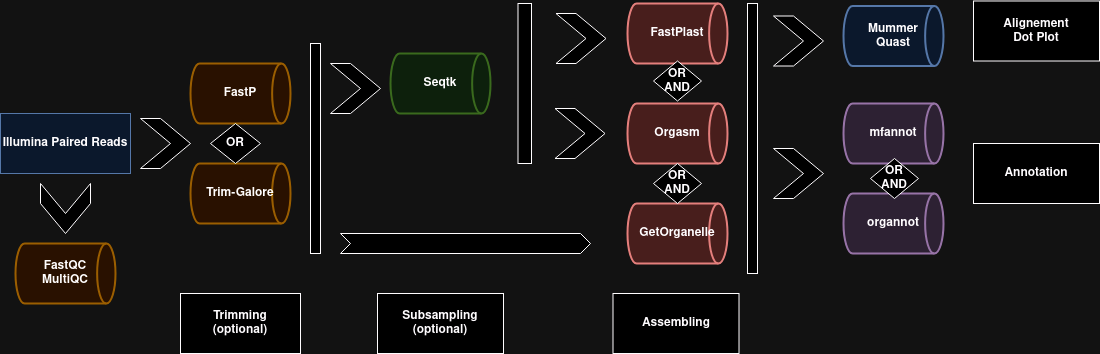 Illumina Paired Reads
FastQC
MultiQC
FastP
OR
Trim-Galore
Trimming
(optional)
Seqtk
Subsampling
(optional)
FastPlast
OR
AND
Orgasm
OR
AND
GetOrganelle
Assembling
Mummer
Quast
Alignement
Dot Plot
mfannot
OR
AND
organnot
Annotation